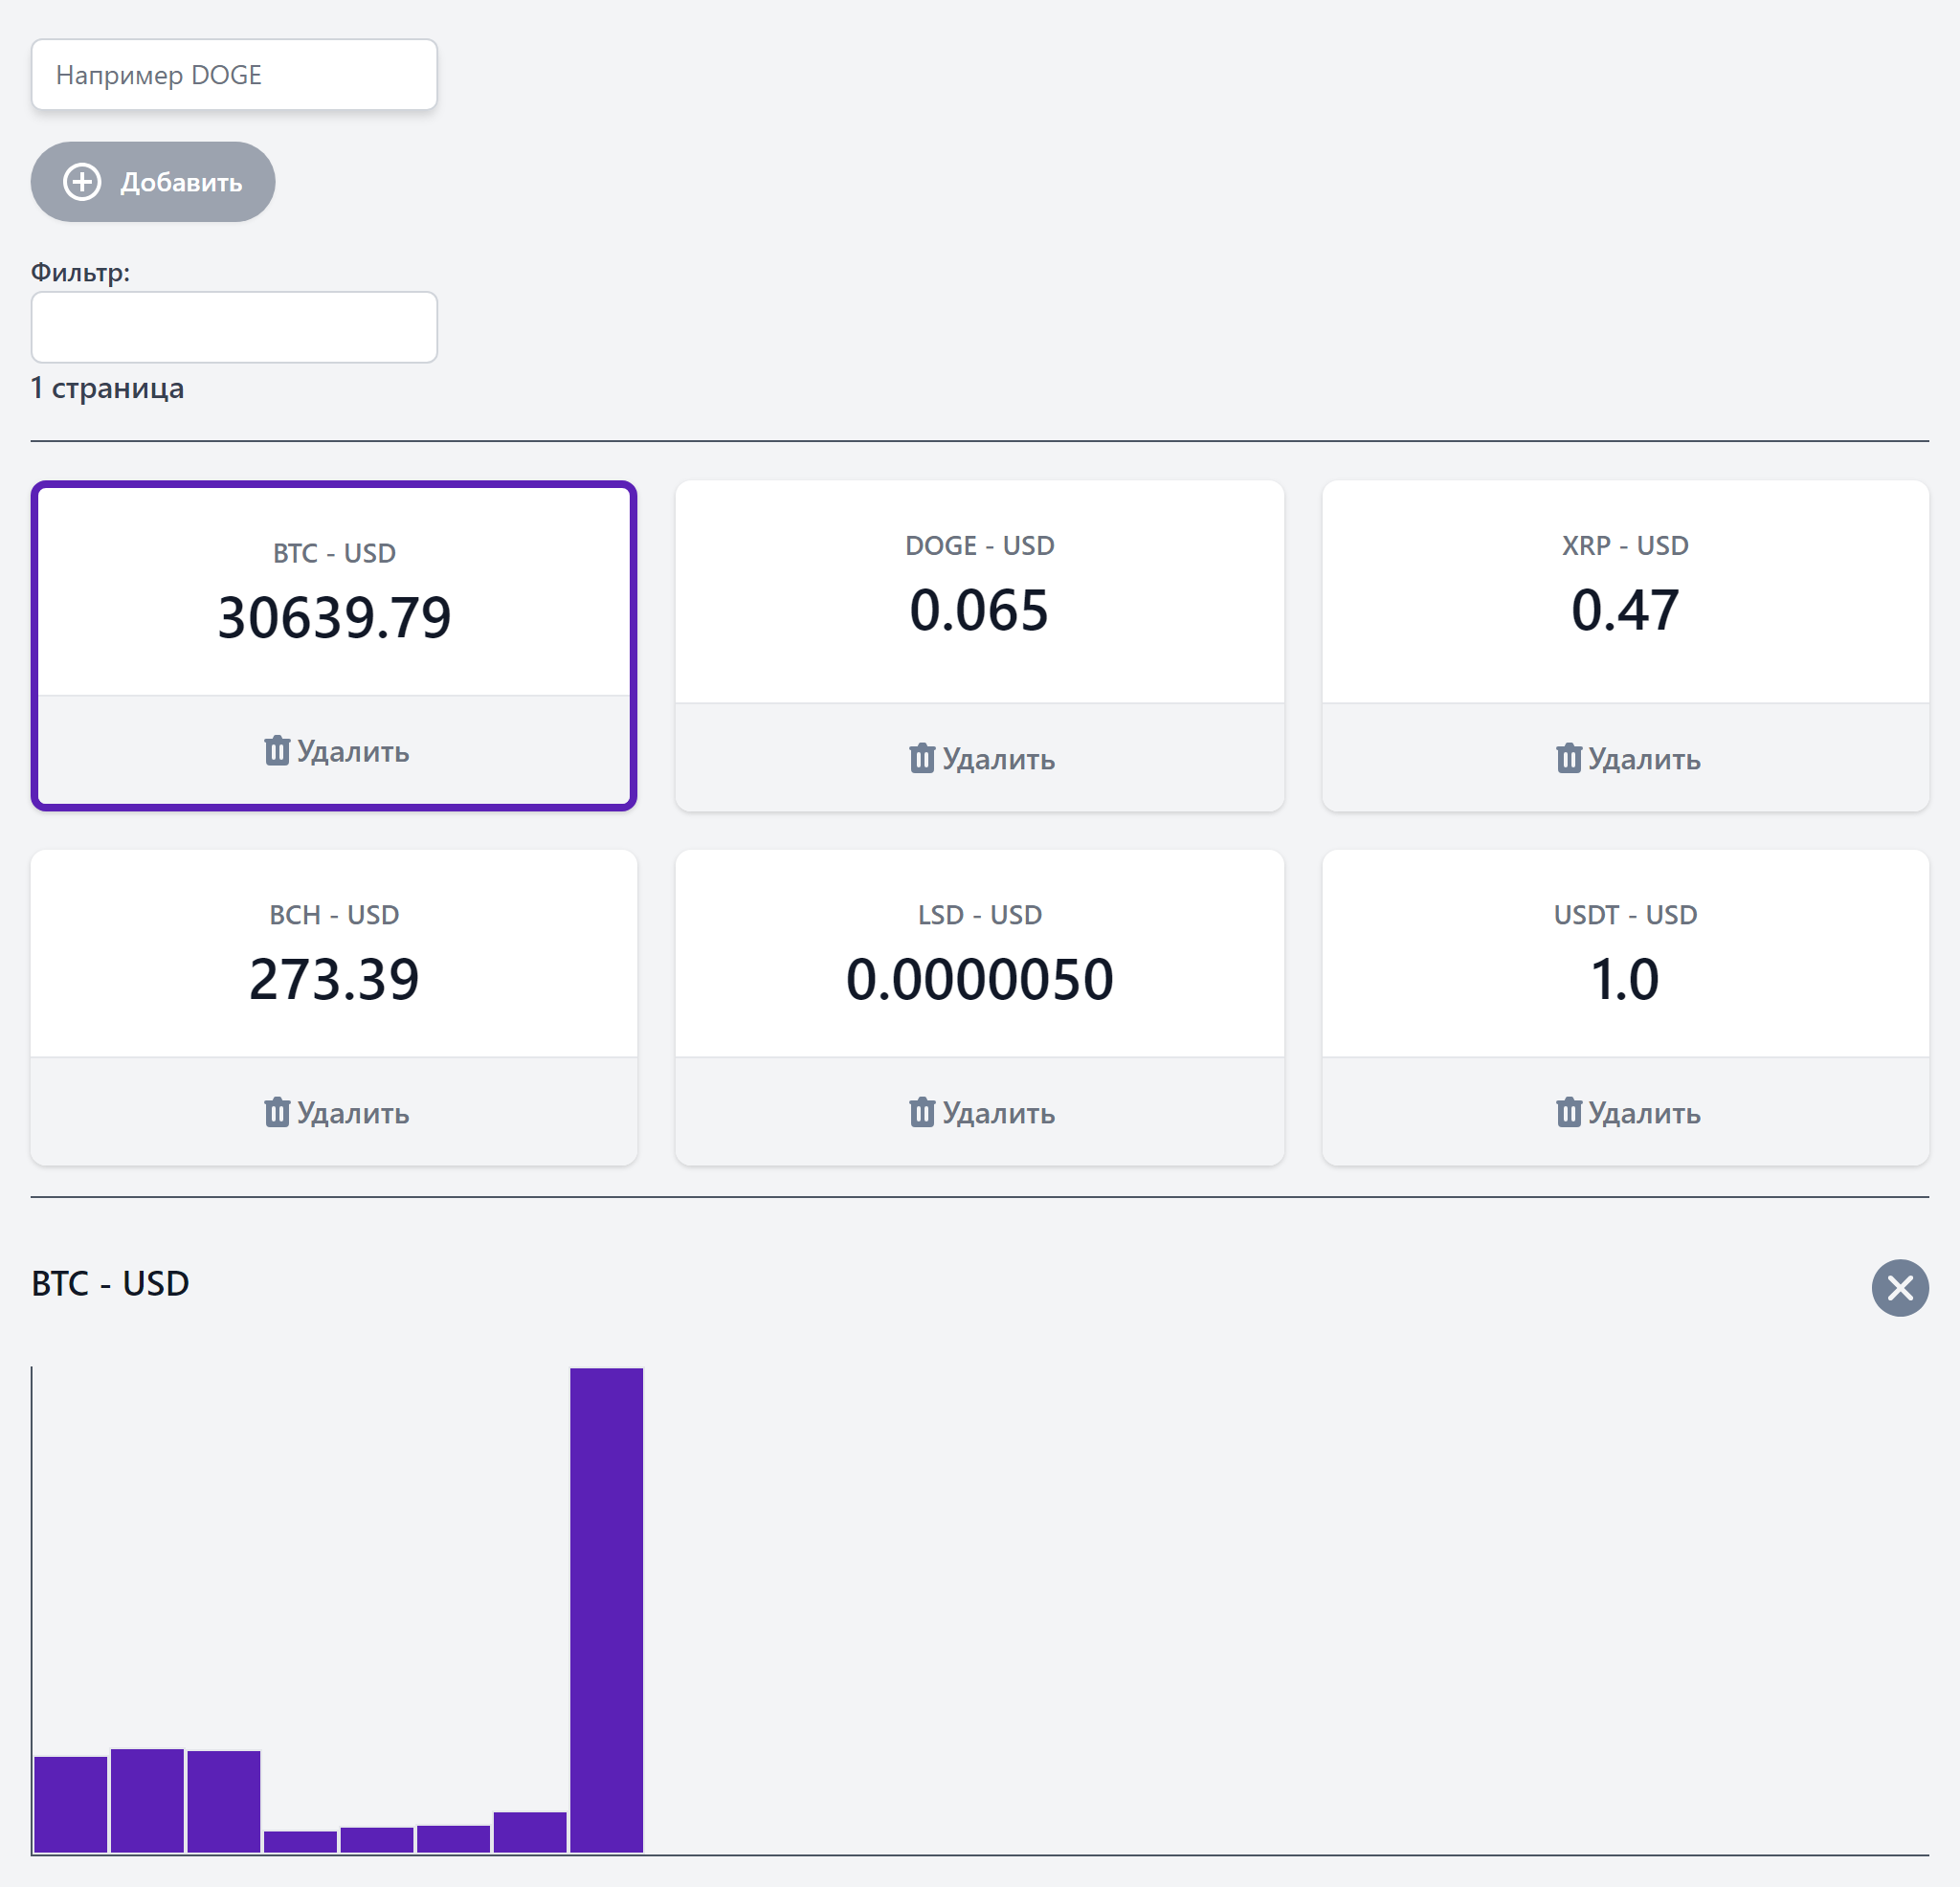 Например DOGE
Добавить
Фильтр:
1 страница
BTC - USD
30639.79
Удалить
DOGE - USD
0.065
Удалить
XRP - USD
0.47
Удалить
BCH - USD
273.39
Удалить
LSD - USD
0.0000050
Удалить
USDT - USD
1.0
Удалить
BTC - USD